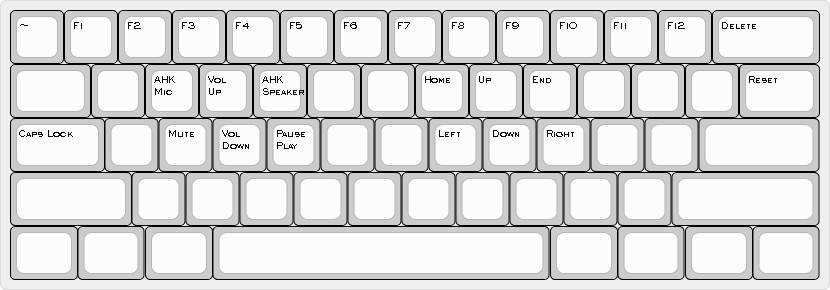 ~ F1 F2 F3 F4 F5 F6 F7 F8 F9 F10 F11 F12 Delete
AHK Mic
Vol Up
AHK Speaker
Home Up End Reset
Caps Lock Mute
Vol Down
Pause Play
Left Down Right